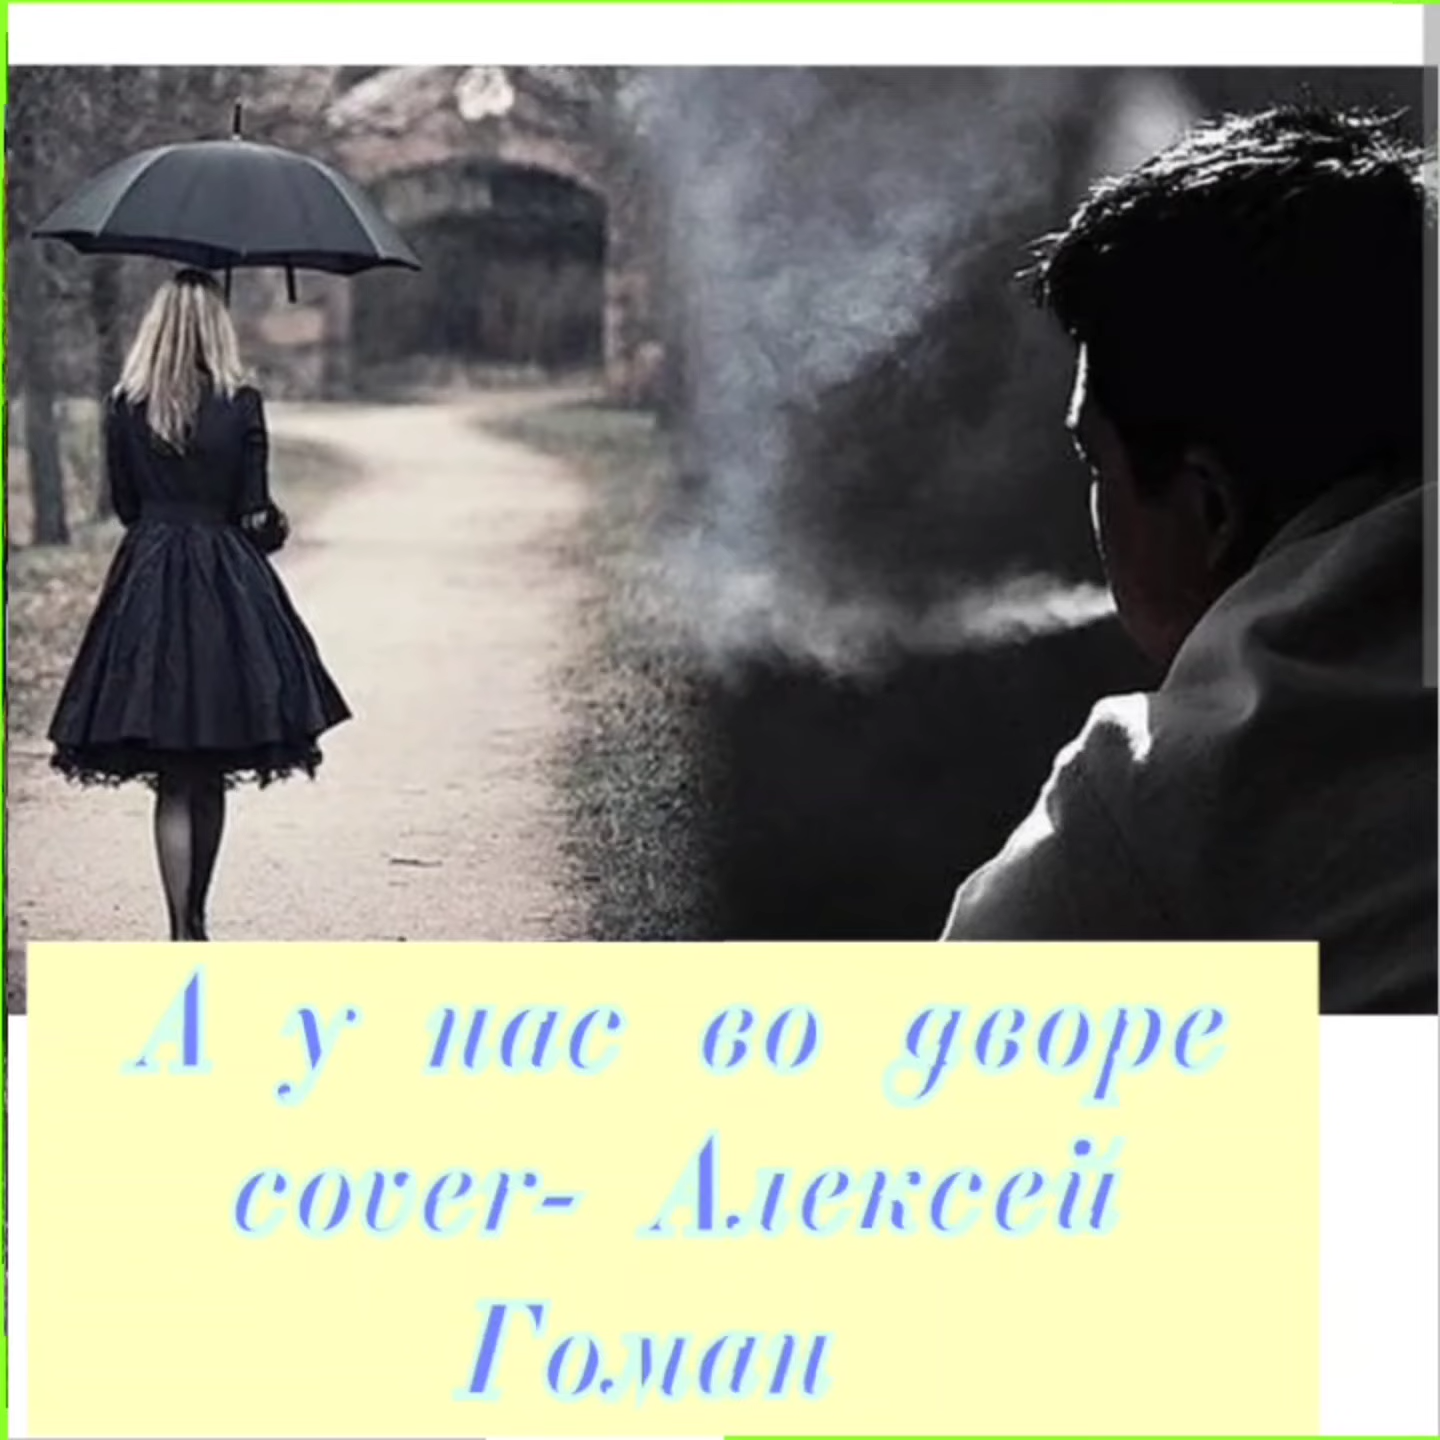 А у нас во дворе
cover- Алексей
Гоман